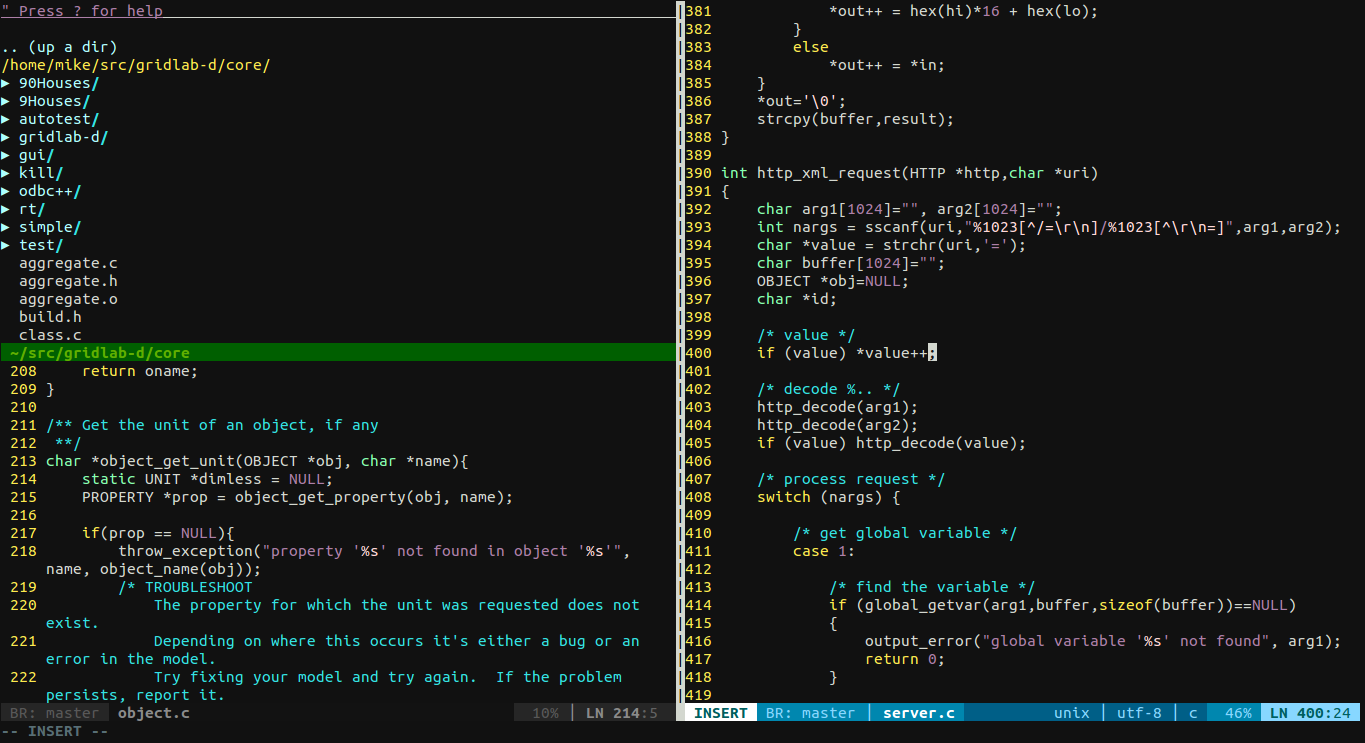 " Press ? for help

.. (up a dir)
/home/mike/src/gridlab-d/core/
▶ 90Houses/
▶ 9Houses/
▶ autotest/
▶ gridlab-d/
▶ gui/
▶ kill/
▶ odbc++/
▶ rt/
▶ simple/
▶ test/
  aggregate.c
  aggregate.h
  aggregate.o
  build.h
  class.c
~/src/gridlab-d/core
208     return oname;
209 }
210
211 /** Get the unit of an object, if any
212  **/
213 char *object_get_unit(OBJECT *obj, char *name){
214     static UNIT *dimless = NULL;
215     PROPERTY *prop = object_get_property(obj, name);
216
217     if(prop == NULL){
218         throw_exception("property '%s' not found in object '%s'",
name, object_name(obj));
219         /* TROUBLESHOOT
220             The property for which the unit was requested does not
exist.
221             Depending on where this occurs it's either a bug or an
error in the model.
222             Try fixing your model and try again.  If the problem
persists, report it.
BR: master object.c 10% | LN 214:5
381             *out++ = hex(hi)*16 + hex(lo);
382         }
383         else
384             *out++ = *in;
385     }
386     *out='\0';
387     strcpy(buffer,result);
388 }
389
390 int http_xml_request(HTTP *http,char *uri)
391 {
392     char arg1[1024]="", arg2[1024]="";
393     int nargs = sscanf(uri,"%1023[^/=\r\n]/%1023[^\r\n=]",arg1,arg2);
394     char *value = strchr(uri,'=');
395     char buffer[1024]="";
396     OBJECT *obj=NULL;
397     char *id;
398
399     /* value */
400     if (value) *value++;
401
402     /* decode %.. */
403     http_decode(arg1);
404     http_decode(arg2);
405     if (value) http_decode(value);
406
407     /* process request */
408     switch (nargs) {
409
410         /* get global variable */
411         case 1:
412
413             /* find the variable */
414             if (global_getvar(arg1,buffer,sizeof(buffer))==NULL)
415             {
416                 output_error("global variable '%s' not found", arg1);
417                 return 0;
418             }
419
INSERT BR: master | server.c unix | utf-8 | c 46% LN 400:24
-- INSERT --